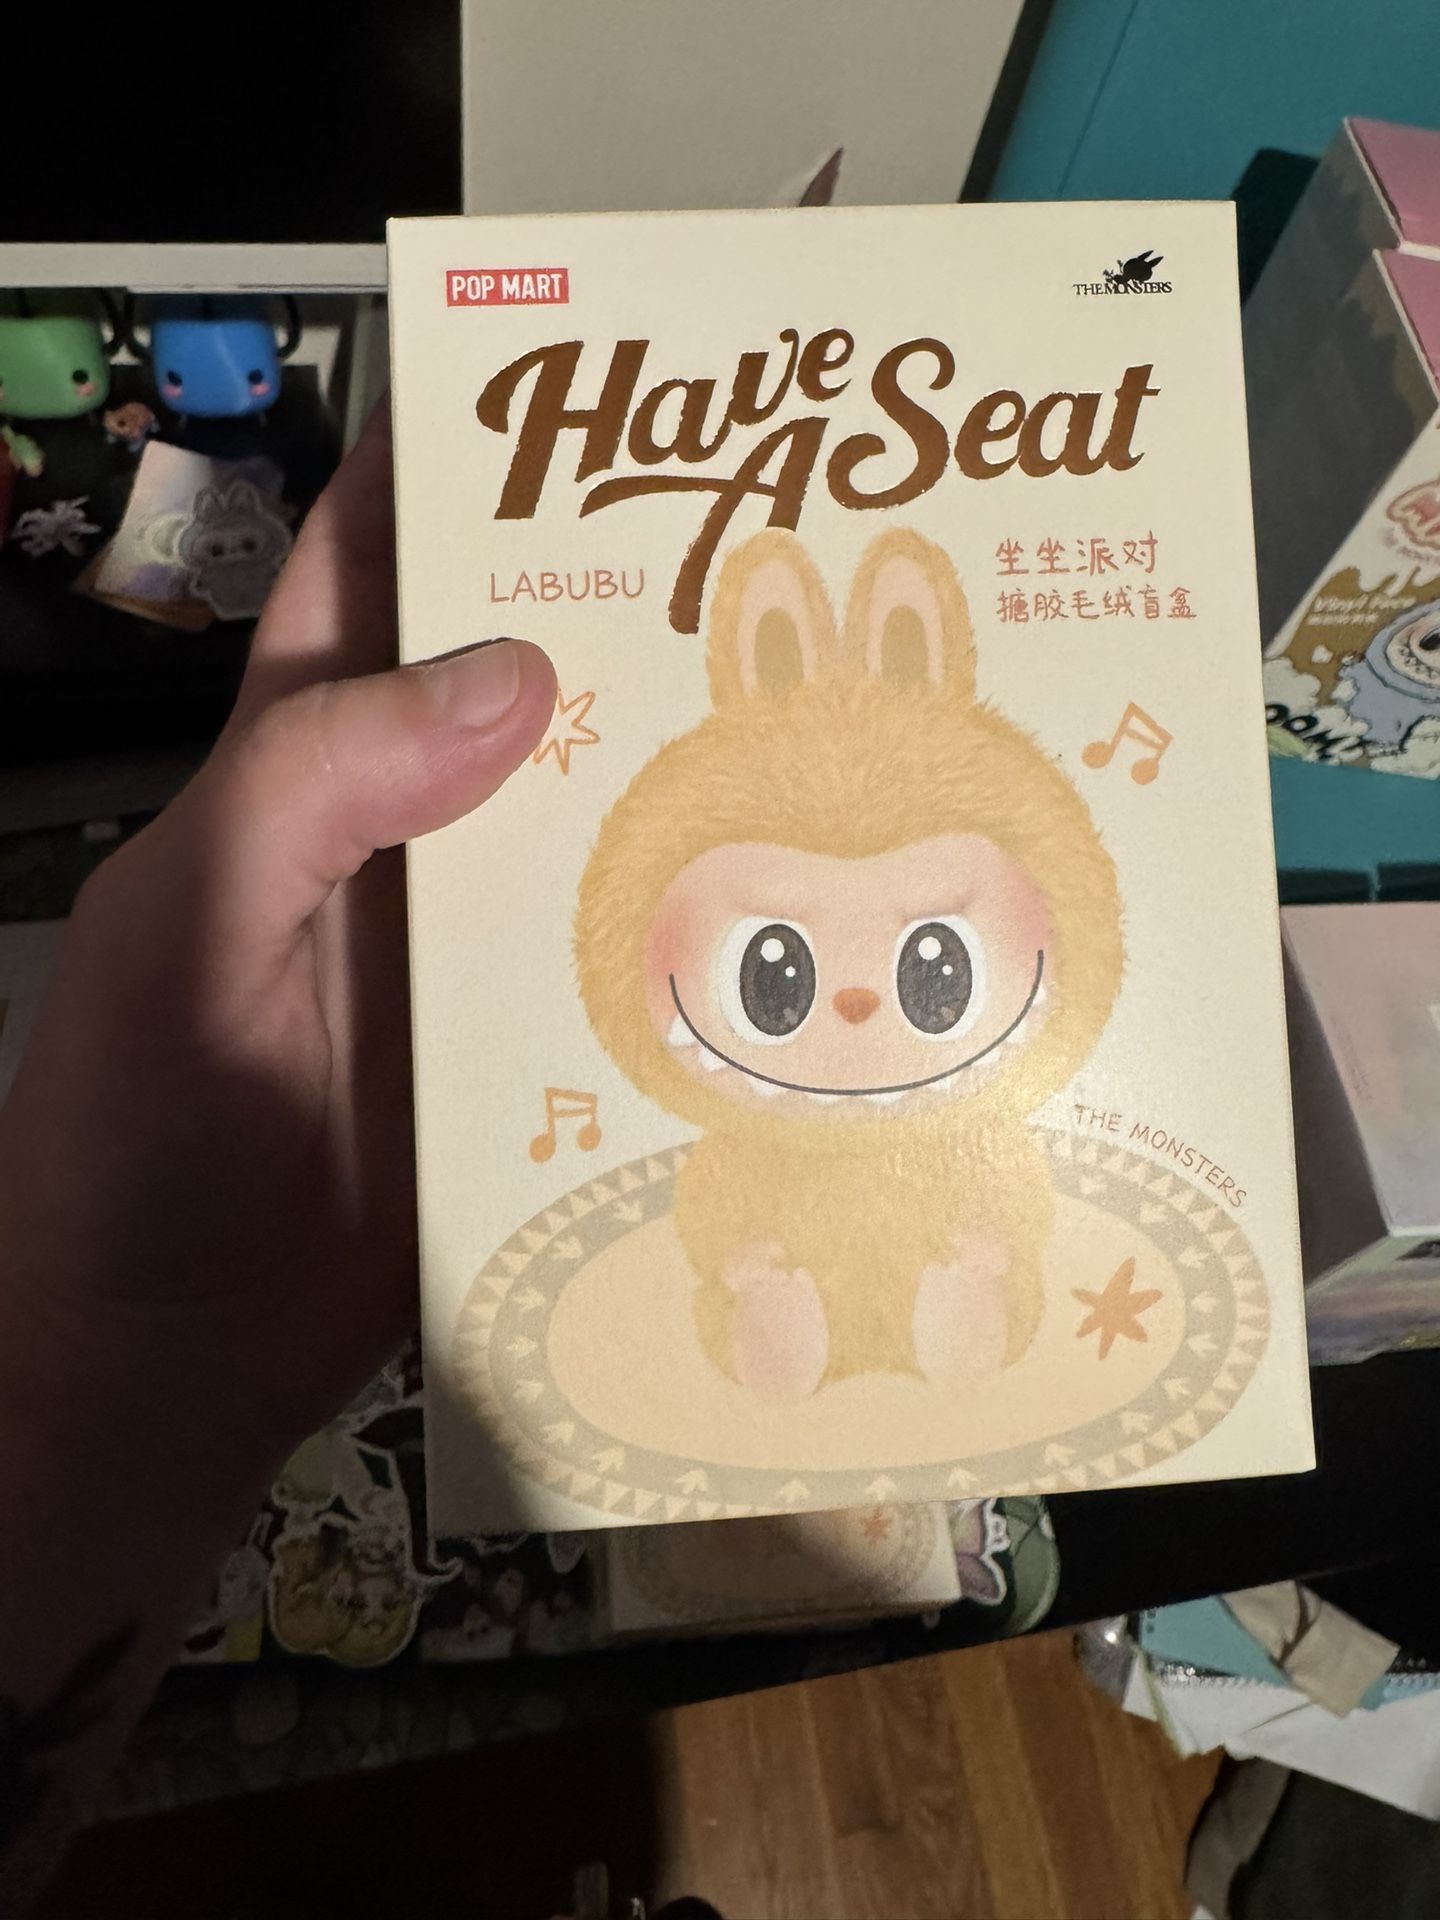 POP MART
THE MONSTERS
Have A Seat
LABUBU
坐坐派对
搪胶毛绒盲盒
THE MONSTERS